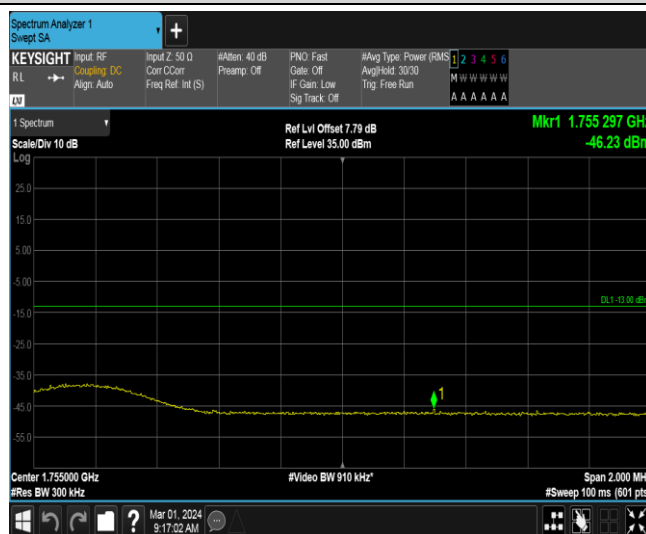 Spectrum Analyzer 1
Swept SA
+
KEYSIGHT
RL
LXI
Input: RF
Coupling: DC
Align: Auto
Input Z: 50 Ω
Corr CCorr
Freq Ref: Int (S)
#Atten: 40 dB
Preamp: Off
PNO: Fast
Gate: Off
IF Gain: Low
Sig Track: Off
#Avg Type: Power (RMS
Avg|Hold: 30/30
Trig: Free Run
1 2 3 4 5 6
M W W W W W
A A A A A A
1 Spectrum
Scale/Div 10 dB
Log
Ref Lvl Offset 7.79 dB
Ref Level 35.00 dBm
Mkr1 1.755 297 GHz
-46.23 dBm
25.0
15.0
5.00
-5.00
DL1 -13.00 dBm
-15.0
-25.0
-35.0
1
-45.0
-55.0
Center 1.755000 GHz
#Res BW 300 kHz
#Video BW 910 kHz*
Span 2.000 MH
#Sweep 100 ms (601 pts
?
Mar 01, 2024
9:17:02 AM